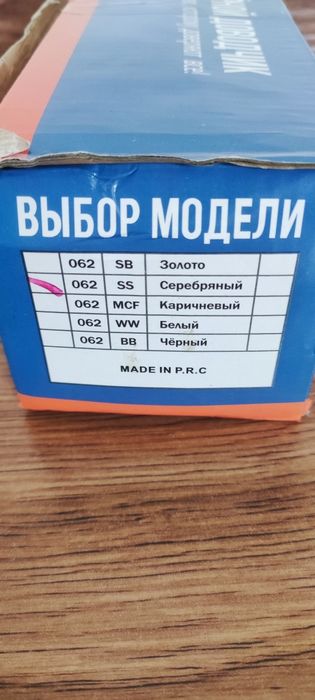 ВЫБОР МОДЕЛИ
062 SB Золото
062 SS Серебряный
062 MCF Каричневый
062 WW Белый
062 BB Чёрный
MADE IN P.R.C